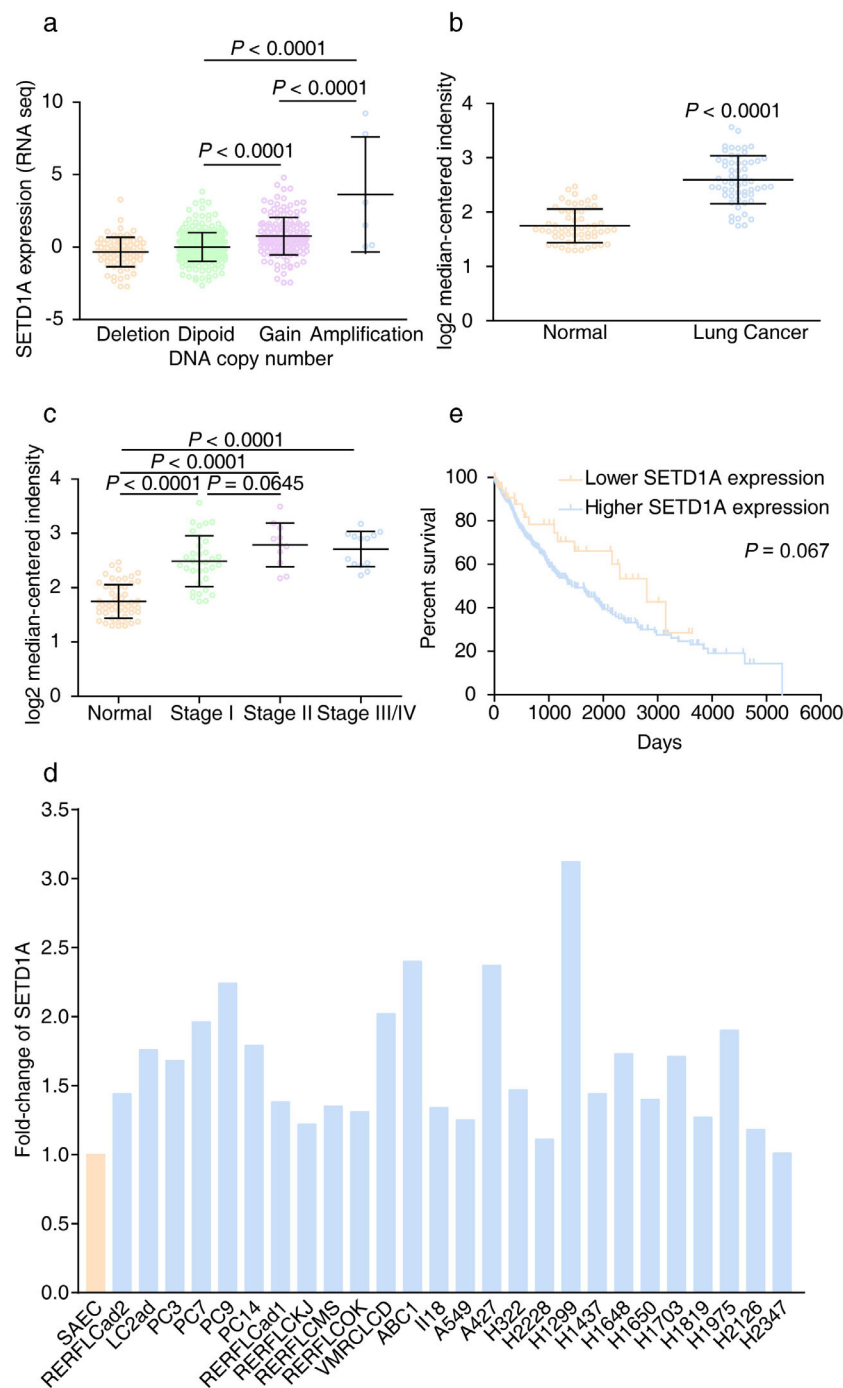 a
P < 0.0001
P < 0.0001
P < 0.0001
SETD1A expression (RNA seq)
10
5
0
-5
Deletion Dipoid Gain Amplification
DNA copy number
b
P < 0.0001
log2 median-centered indensity
4
3
2
1
0
Normal Lung Cancer
c
P < 0.0001
P < 0.0001
P < 0.0001 P = 0.0645
log2 median-centered indensity
4
3
2
1
0
Normal Stage I Stage II Stage III/IV
e
Lower SETD1A expression
Higher SETD1A expression
P = 0.067
Percent survival
100
80
60
40
20
0
0 1000 2000 3000 4000 5000 6000
Days
d
Fold-change of SETD1A
3.5
3.0
2.5
2.0
1.5
1.0
0.0
SAEC
RERFLCad2
LC2ad
PC3
PC7
PC9
PC14
RERFLCad1
RERFLCKJ
RERFLCMS
RERFLCOK
VMRCLCD
ABC1
II18
A549
A427
H322
H2228
H1299
H1437
H1648
H1650
H1703
H1819
H1975
H2126
H2347